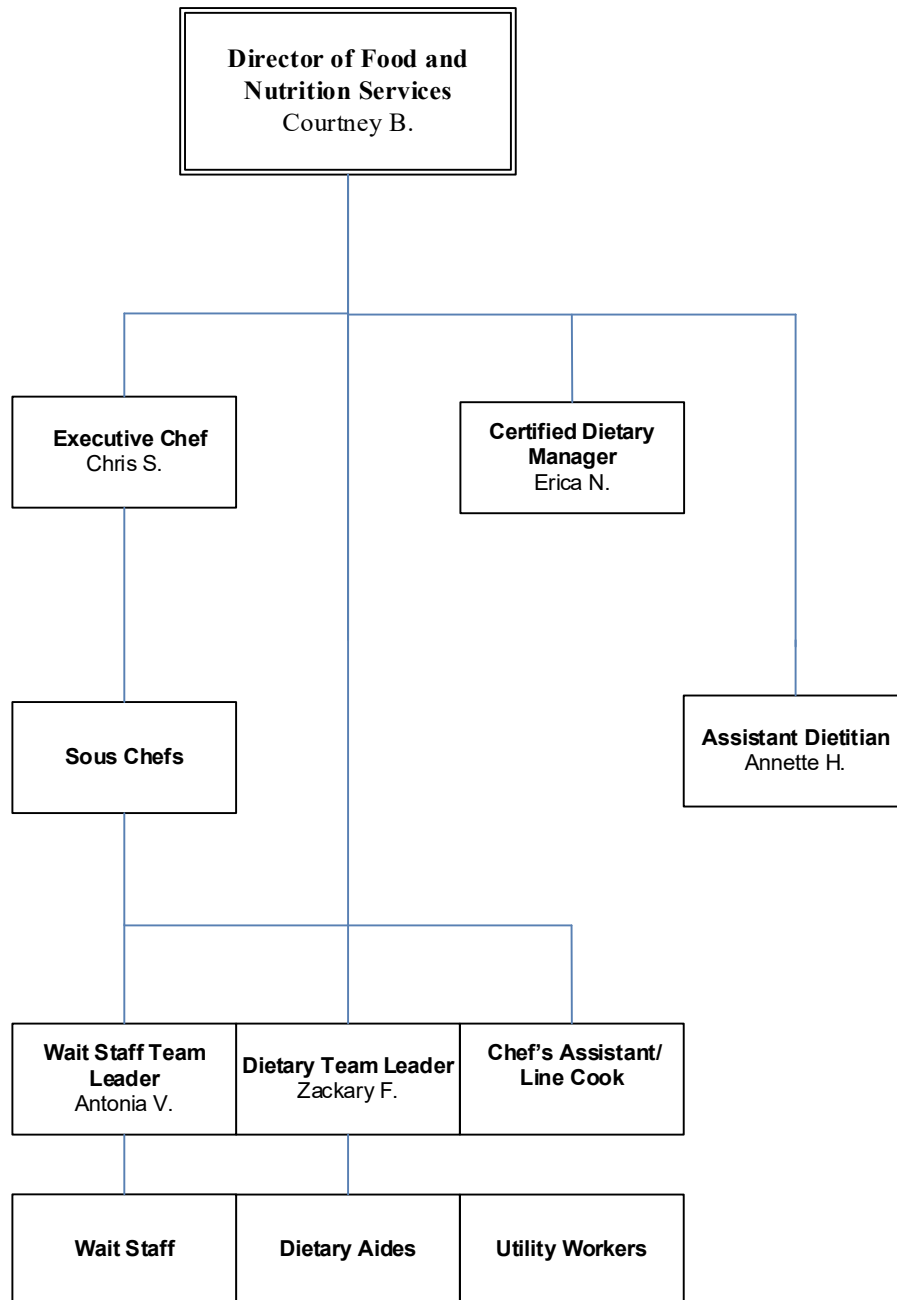 Director of Food and
Nutrition Services
Courtney B.
Executive Chef
Chris S.
Certified Dietary
Manager
Erica N.
Sous Chefs
Assistant Dietitian
Annette H.
Wait Staff Team
Leader
Antonia V.
Dietary Team Leader
Zackary F.
Chef’s Assistant/
Line Cook
Wait Staff
Dietary Aides
Utility Workers